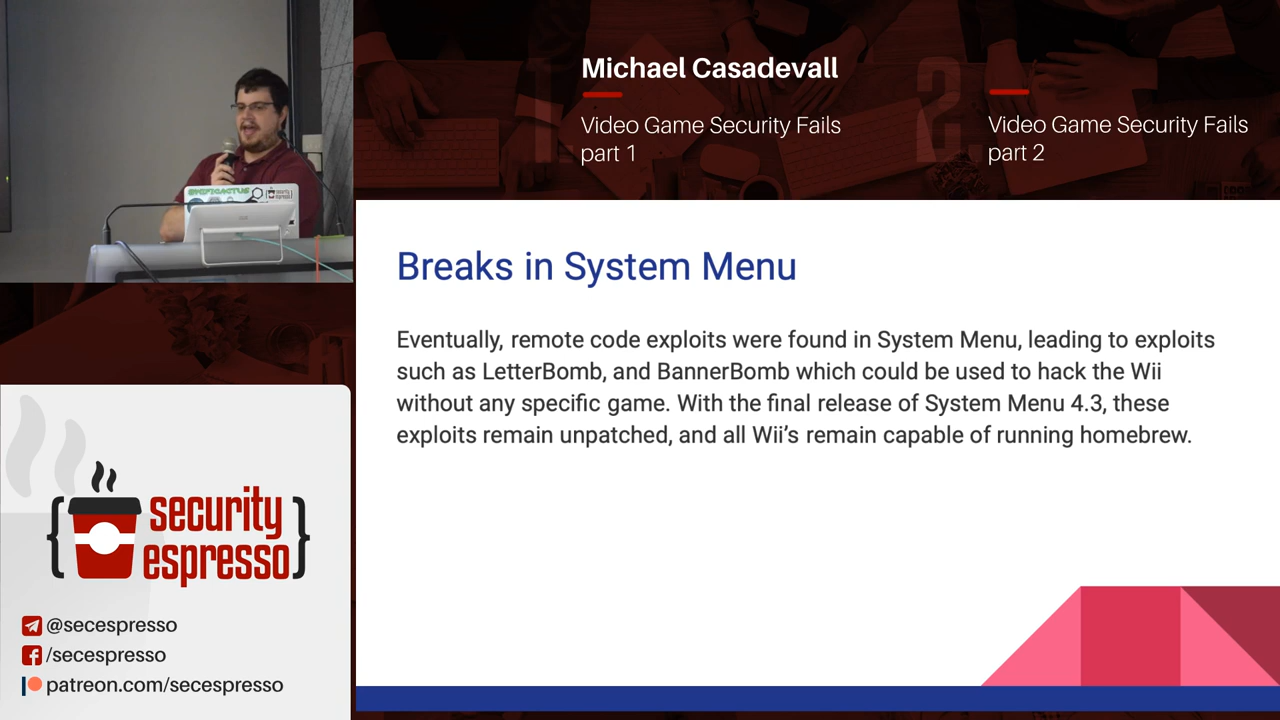 Michael Casadevall
Video Game Security Fails
part 1
Video Game Security Fails
part 2
Breaks in System Menu
Eventually, remote code exploits were found in System Menu, leading to exploits
such as LetterBomb, and BannerBomb which could be used to hack the Wii
without any specific game. With the final release of System Menu 4.3, these
exploits remain unpatched, and all Wii’s remain capable of running homebrew.
{security
espresso}
@secespresso
/secespresso
patreon.com/secespresso